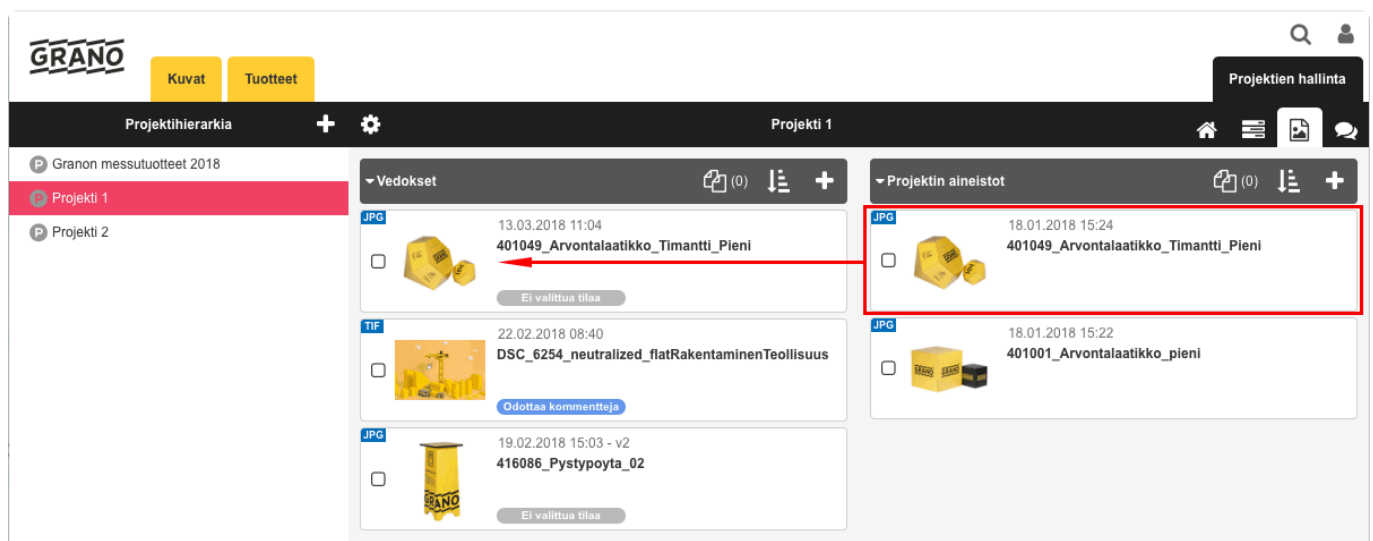 GRANO
Kuvat
Tuotteet
Projektien hallinta
Projektihierarkia
Projekti 1
P Granon messutuotteet 2018
P Projekti 1
P Projekti 2
Vedokset
(0)
JPG
13.03.2018 11:04
401049_Arvontalaatikko_Timantti_Pieni
Ei valittua tilaa
TIF
22.02.2018 08:40
DSC_6254_neutralized_flatRakentaminenTeollisuus
Odottaa kommentteja
JPG
19.02.2018 15:03 - v2
416086_Pystypoyta_02
GRANO
Ei valittua tilaa
Projektin aineistot
(0)
JPG
18.01.2018 15:24
401049_Arvontalaatikko_Timantti_Pieni
JPG
18.01.2018 15:22
401001_Arvontalaatikko_pieni
GRANO GRANO